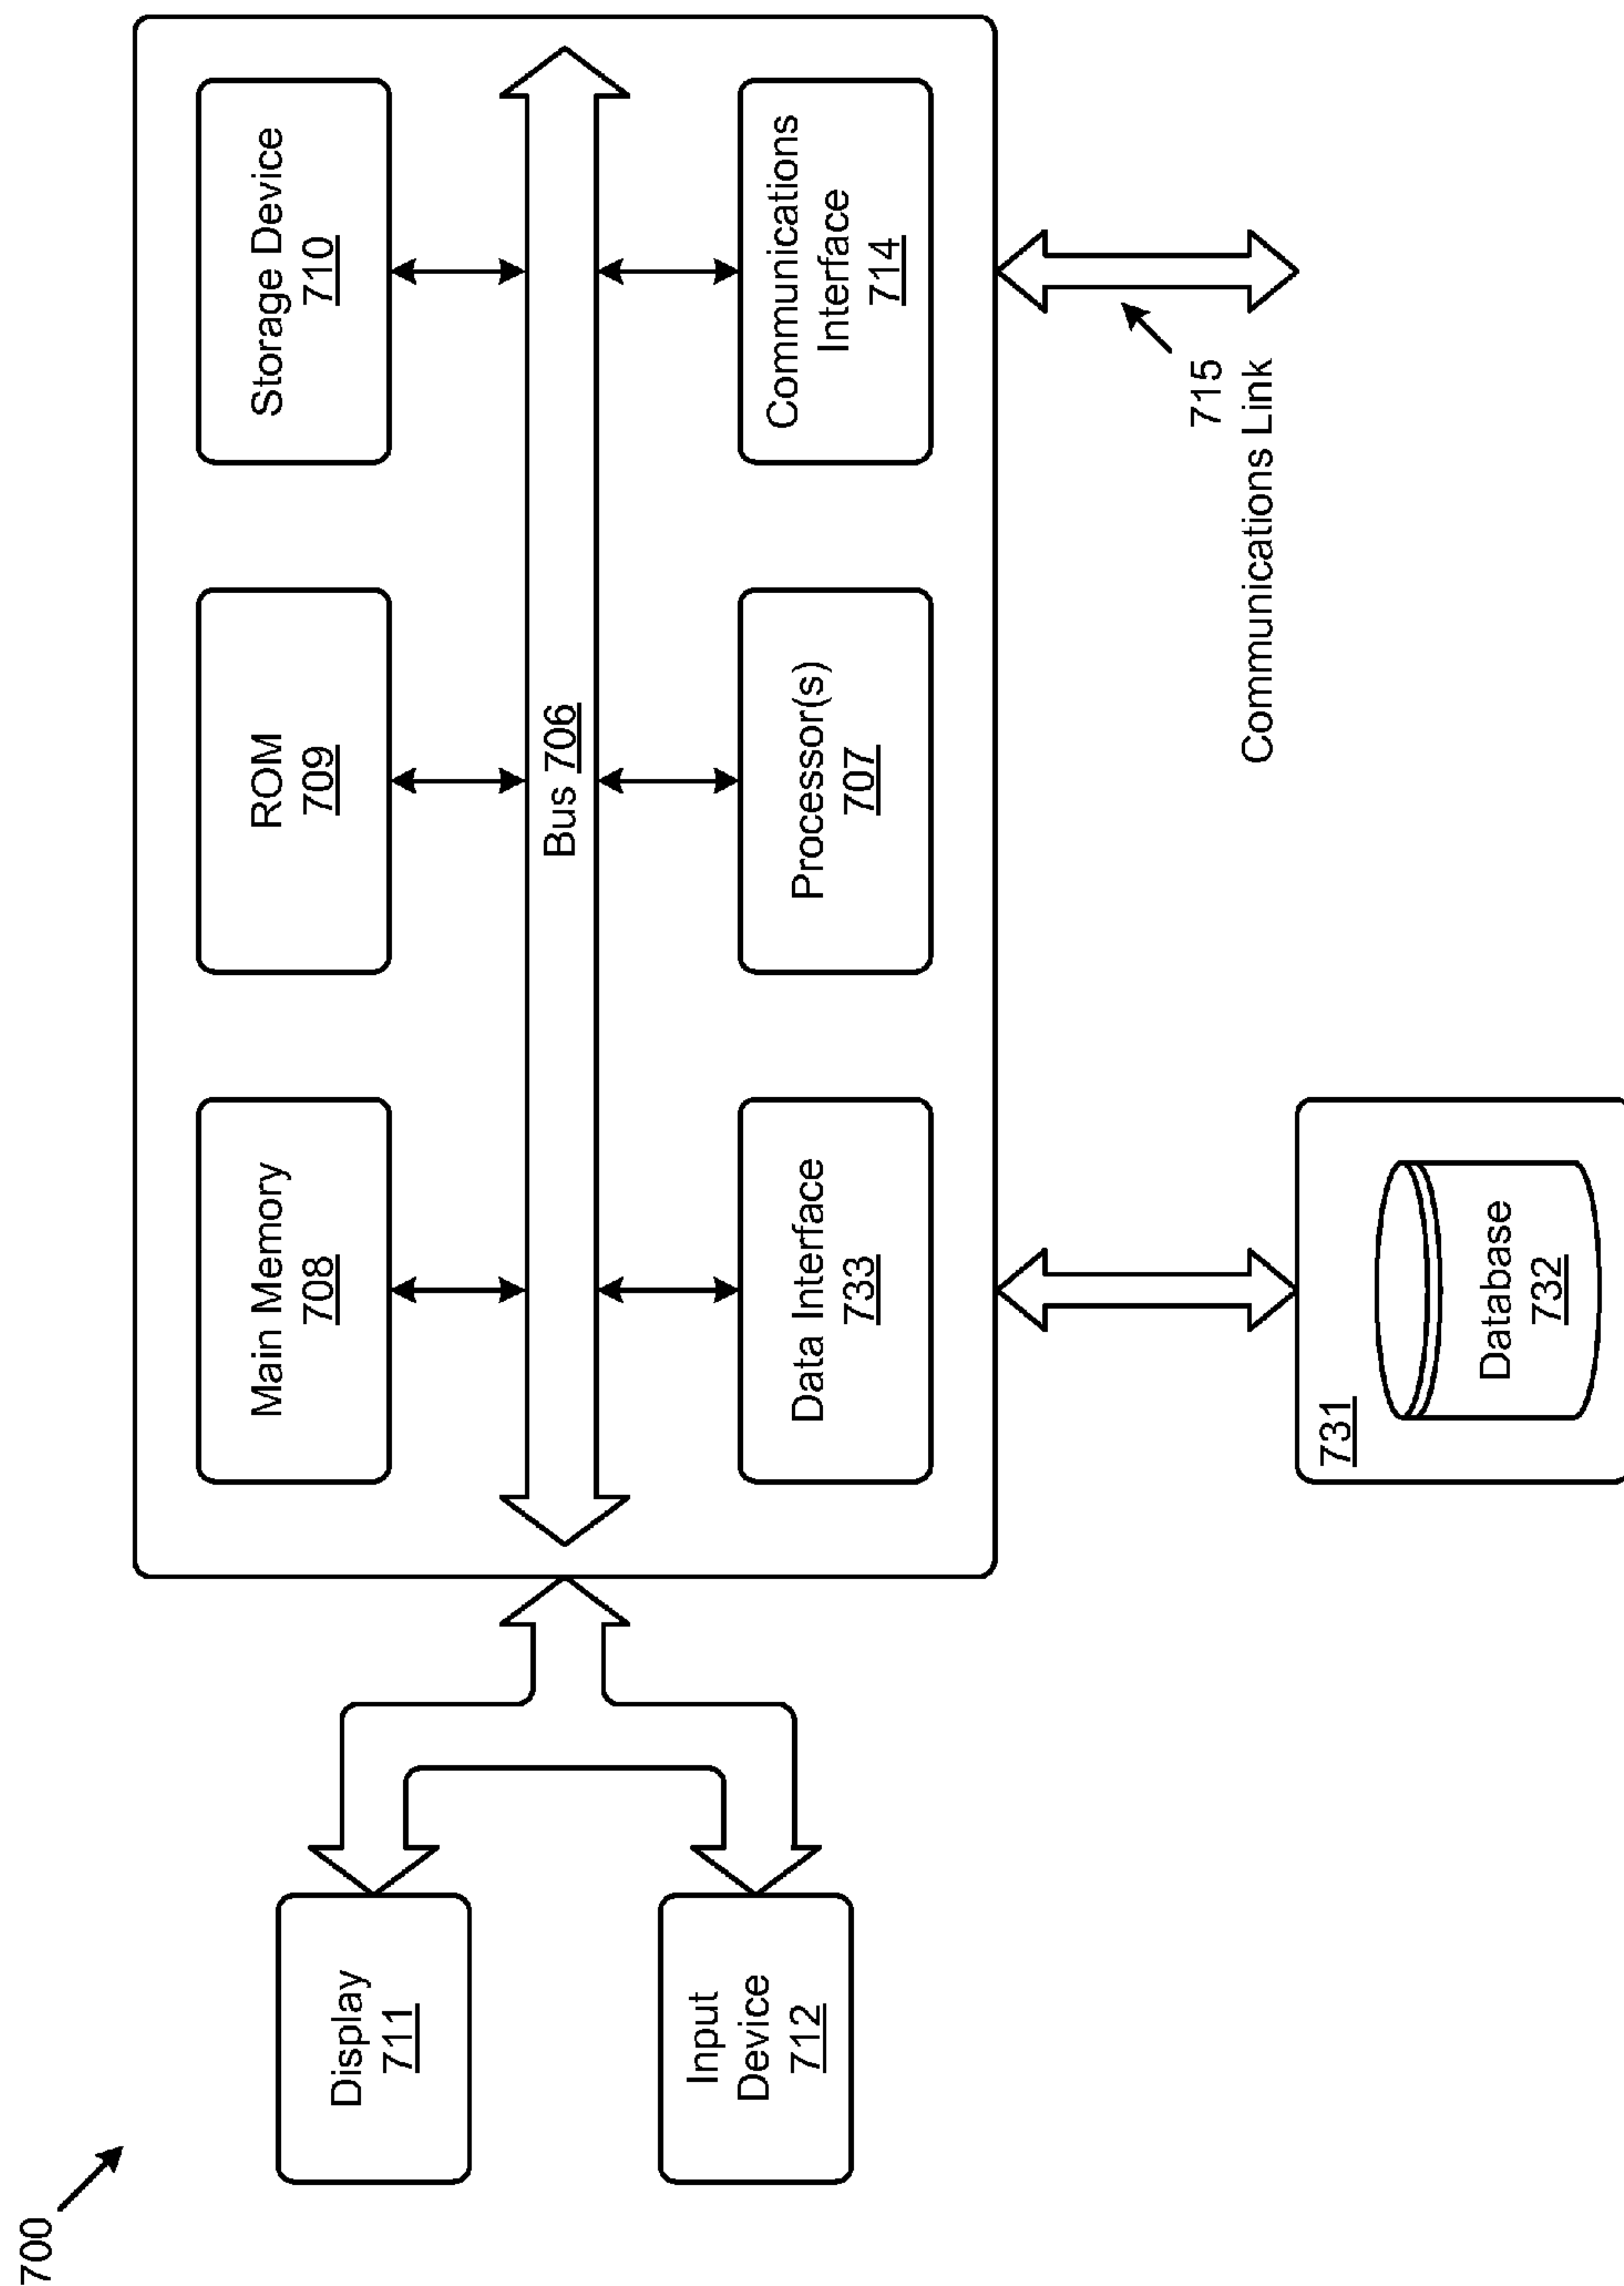 700
Display
711
Input
Device
712
Main Memory
708
ROM
709
Storage Device
710
Bus 706
Data Interface
733
Processor(s)
707
Communications
Interface
714
715
Communications Link
731
Database
732